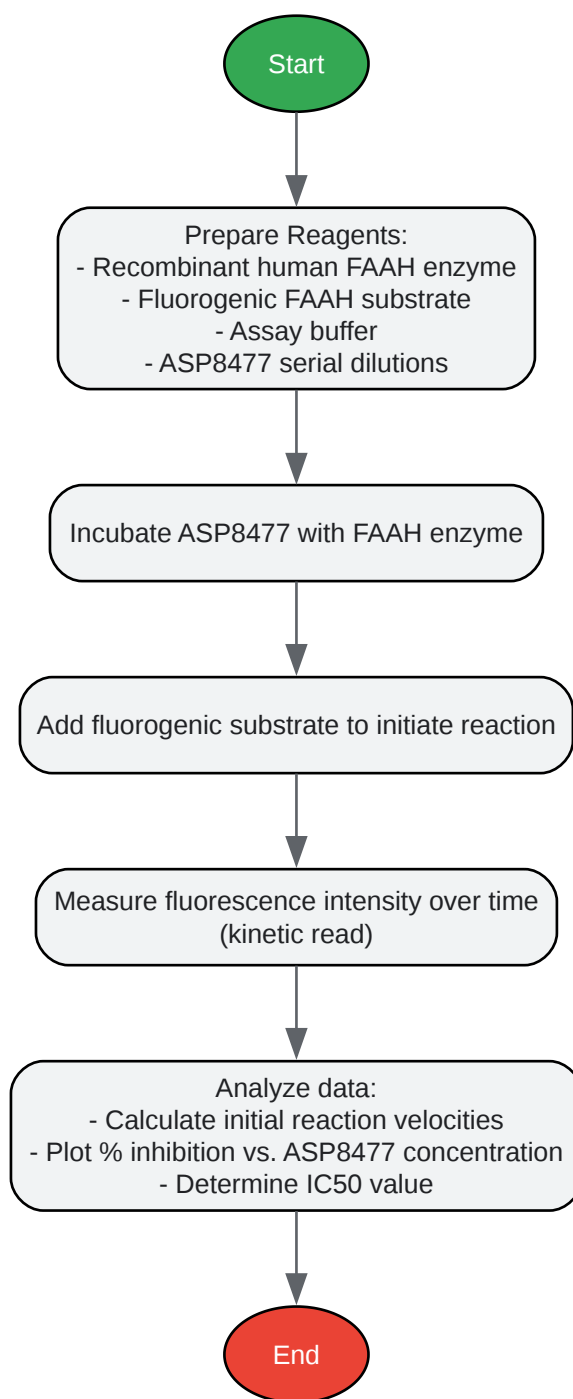 Start
Prepare Reagents:
- Recombinant human FAAH enzyme
- Fluorogenic FAAH substrate
- Assay buffer
- ASP8477 serial dilutions
Incubate ASP8477 with FAAH enzyme
Add fluorogenic substrate to initiate reaction
Measure fluorescence intensity over time
(kinetic read)
Analyze data:
- Calculate initial reaction velocities
- Plot % inhibition vs. ASP8477 concentration
- Determine IC50 value
End